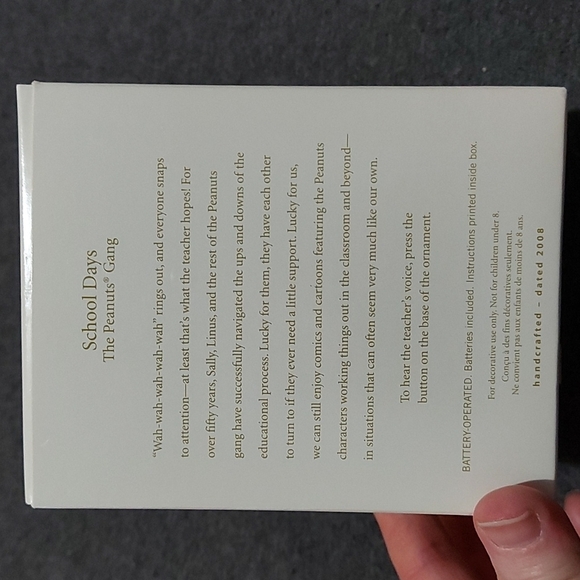 School Days
The Peanuts® Gang
“Wah-wah-wah-wah-wah” rings out, and everyone snaps
to attention—at least that’s what the teacher hopes! For
over fifty years, Sally, Linus, and the rest of the Peanuts
gang have successfully navigated the ups and downs of the
educational process. Lucky for them, they have each other
to turn to if they ever need a little support. Lucky for us,
we can still enjoy comics and cartoons featuring the Peanuts
characters working things out in the classroom and beyond—
in situations that can often seem very much like our own.
To hear the teacher’s voice, press the
button on the base of the ornament.
BATTERY-OPERATED. Batteries included. Instructions printed inside box.
For decorative use only. Not for children under 8.
Conçu à des fins décoratives seulement.
Ne convient pas aux enfants de moins de 8 ans.
handcrafted – dated 2008